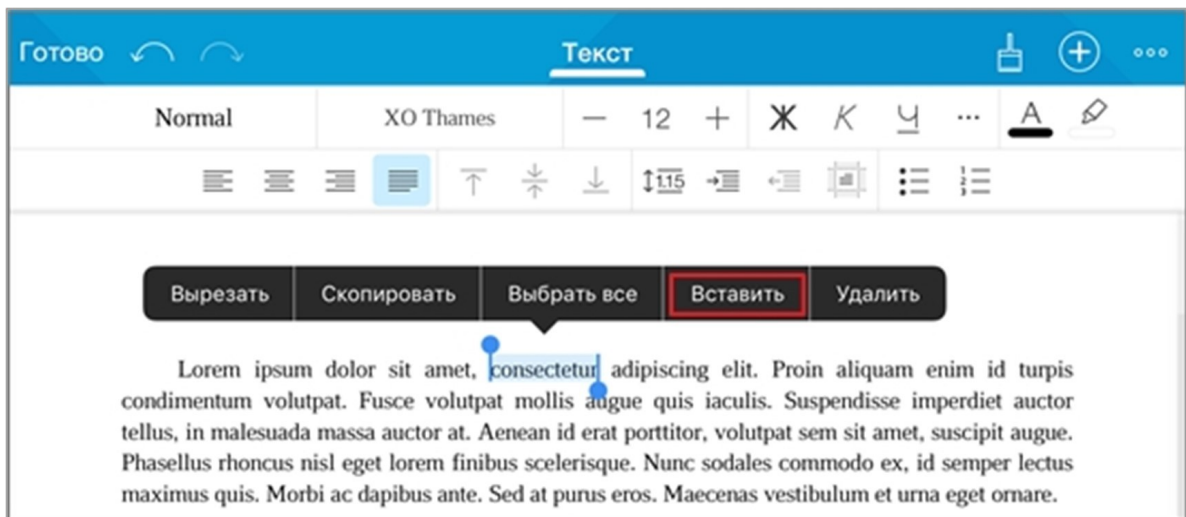 Готово Текст
Normal XO Thames 12 Ж К Ч ... А
1.15 1 2 3
Вырезать Скопировать Выбрать все Вставить Удалить
Lorem ipsum dolor sit amet, consectetur adipiscing elit. Proin aliquam enim id turpis
condimentum volutpat. Fusce volutpat mollis augue quis iaculis. Suspendisse imperdiet auctor
tellus, in malesuada massa auctor at. Aenean id erat porttitor, volutpat sem sit amet, suscipit augue.
Phasellus rhoncus nisl eget lorem finibus scelerisque. Nunc sodales commodo ex, id semper lectus
maximus quis. Morbi ac dapibus ante. Sed at purus eros. Maecenas vestibulum et urna eget ornare.